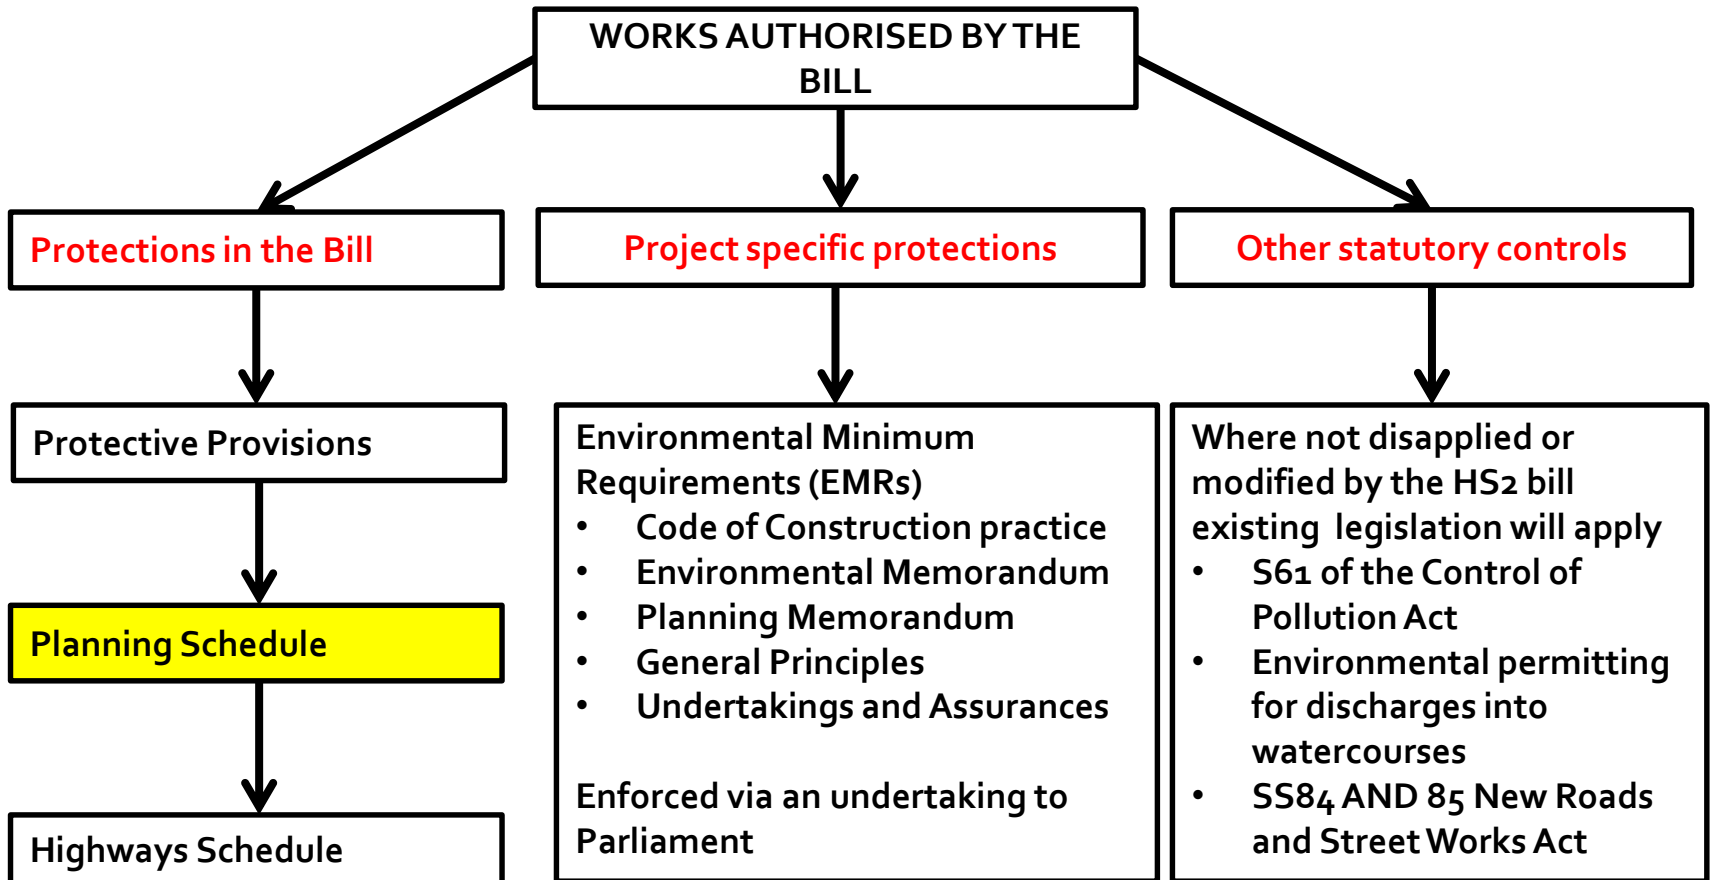 WORKS AUTHORISED BY THE
BILL
Protections in the Bill
Project specific protections
Other statutory controls
Protective Provisions
Planning Schedule
Highways Schedule
Environmental Minimum
Requirements (EMRs)
• Code of Construction practice
• Environmental Memorandum
• Planning Memorandum
• General Principles
• Undertakings and Assurances
Enforced via an undertaking to
Parliament
Where not disapplied or
modified by the HS2 bill
existing legislation will apply
• S61 of the Control of
Pollution Act
• Environmental permitting
for discharges into
watercourses
• SS84 AND 85 New Roads
and Street Works Act